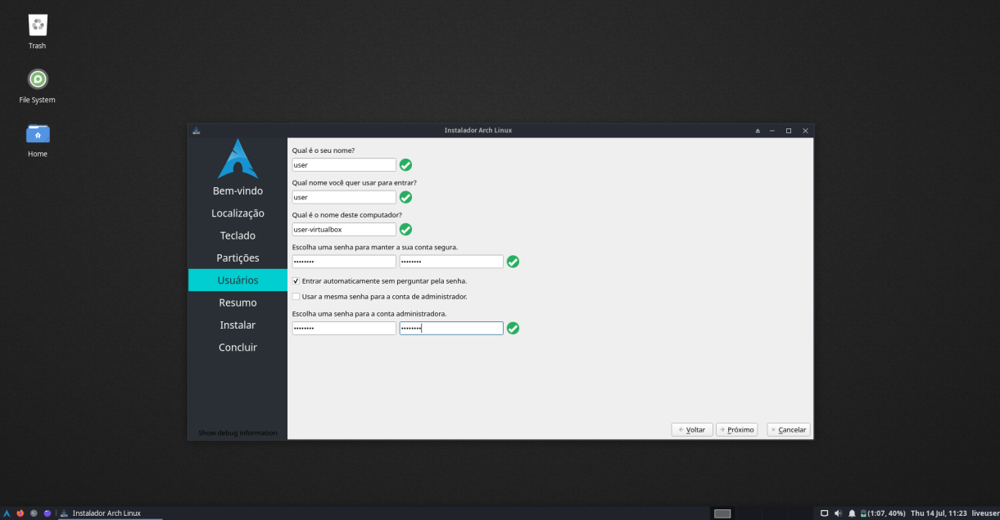 Trash
File System
Home
Instalador Arch Linux
Bem-vindo
Localização
Teclado
Partições
Usuários
Resumo
Instalar
Concluir
Show debug information
Qual é o seu nome?
user
Qual nome você quer usar para entrar?
user
Qual é o nome deste computador?
user-virtualbox
Escolha uma senha para manter a sua conta segura.
•••••••• ••••••••
Entrar automaticamente sem perguntar pela senha.
Usar a mesma senha para a conta de administrador.
Escolha uma senha para a conta administradora.
•••••••• ••••••••
Voltar Próximo Cancelar
Instalador Arch Linux (1:07, 40%) Thu 14 Jul, 11:23 liveuser